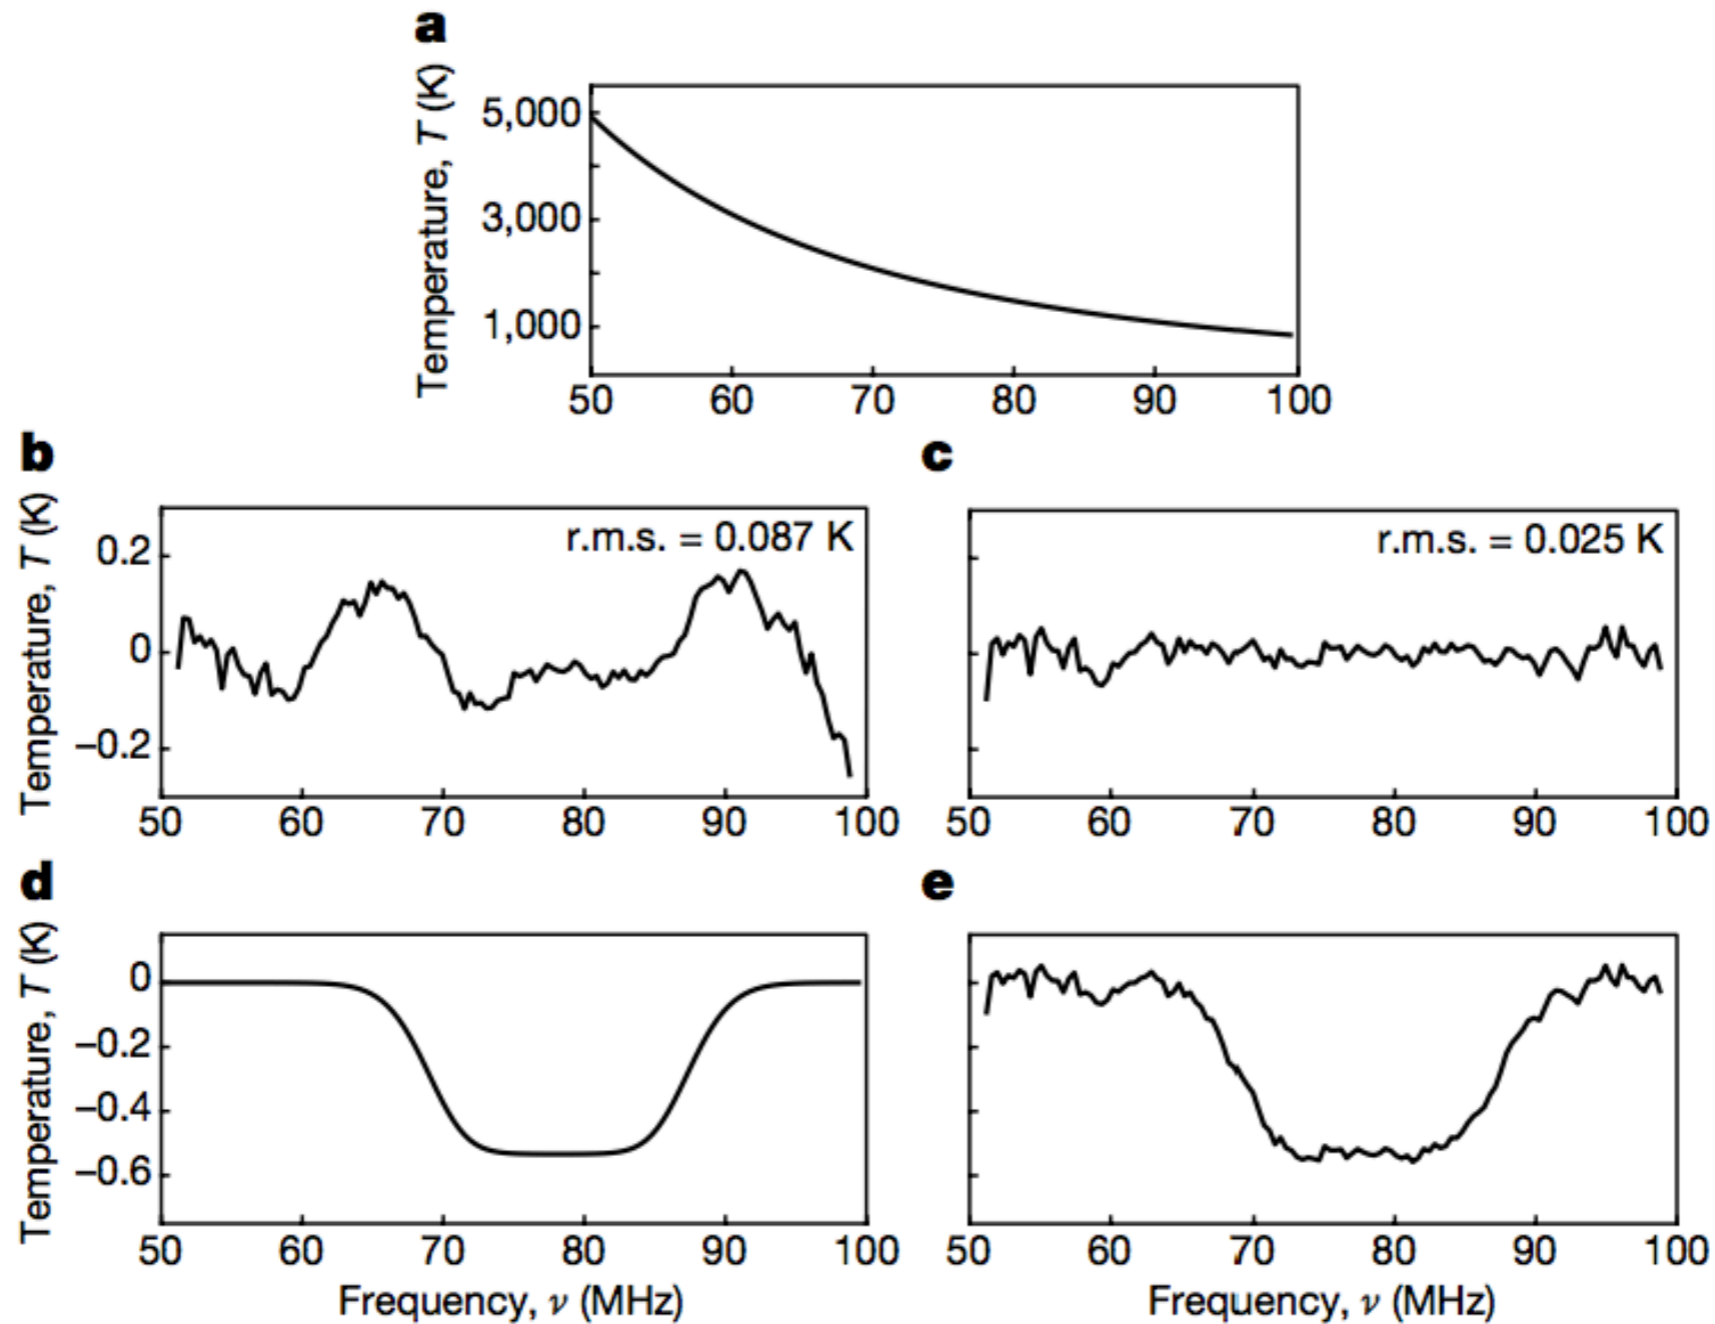 a
Temperature, T (K)
5,000
3,000
1,000
50 60 70 80 90 100
b
Temperature, T (K)
r.m.s. = 0.087 K
0.2
0
−0.2
50 60 70 80 90 100
c
r.m.s. = 0.025 K
50 60 70 80 90 100
d
Temperature, T (K)
0
−0.2
−0.4
−0.6
50 60 70 80 90 100
Frequency, ν (MHz)
e
50 60 70 80 90 100
Frequency, ν (MHz)